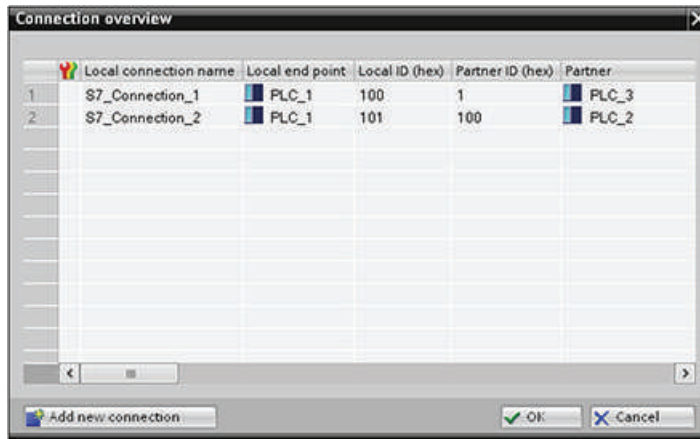 Connection overview
Local connection name Local end point Local ID (hex) Partner ID (hex) Partner
1 S7_Connection_1 PLC_1 100 1 PLC_3
2 S7_Connection_2 PLC_1 101 100 PLC_2
Add new connection OK Cancel